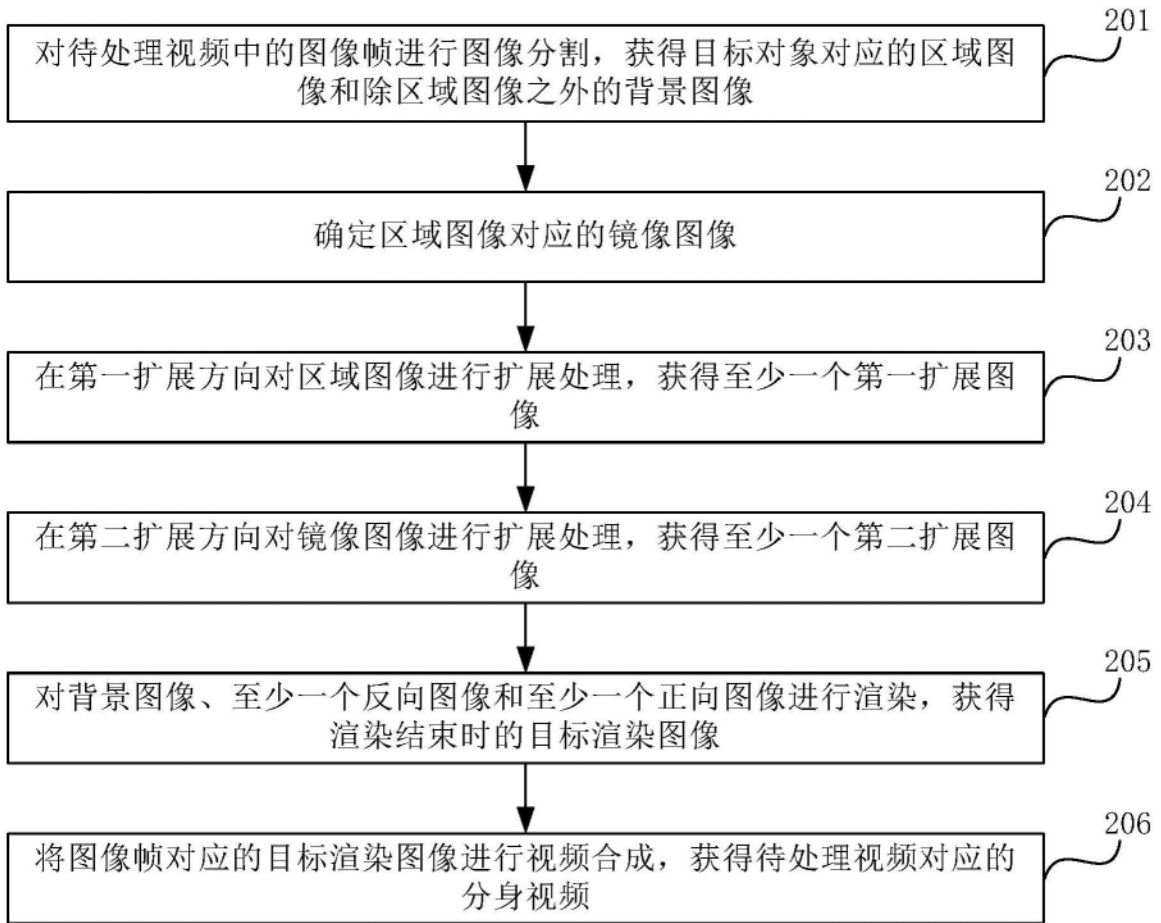 201
对待处理视频中的图像帧进行图像分割，获得目标对象对应的区域图
像和除区域图像之外的背景图像
202
确定区域图像对应的镜像图像
203
在第一扩展方向对区域图像进行扩展处理，获得至少一个第一扩展图
像
204
在第二扩展方向对镜像图像进行扩展处理，获得至少一个第二扩展图
像
205
对背景图像、至少一个反向图像和至少一个正向图像进行渲染，获得
渲染结束时的目标渲染图像
206
将图像帧对应的目标渲染图像进行视频合成，获得待处理视频对应的
分身视频